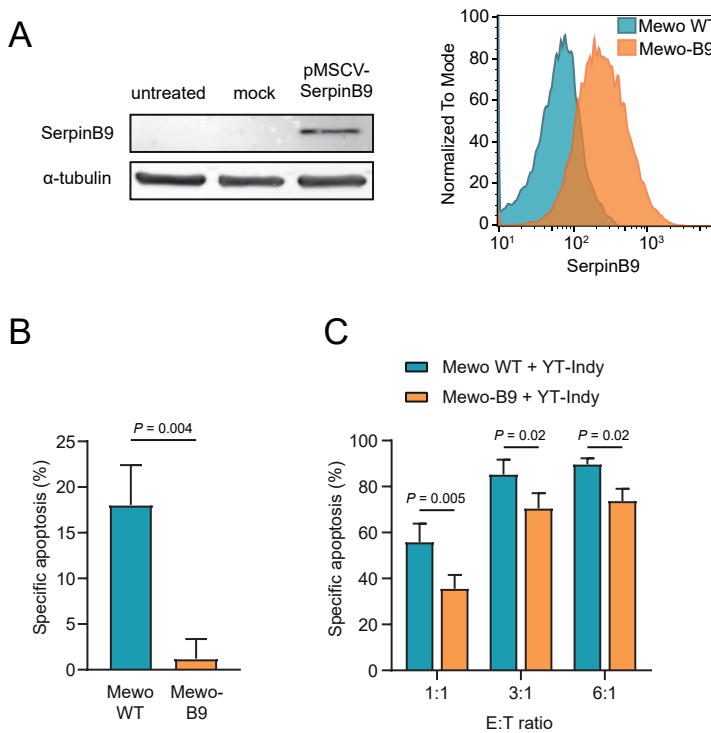 A
untreated
mock
pMSCV-
SerpinB9
SerpinB9
α-tubulin
Normalized To Mode
100
80
60
40
20
0
10¹
10²
10³
SerpinB9
Mewo WT
Mewo-B9
B
Specific apoptosis (%)
25
20
15
10
5
0
P = 0.004
Mewo
WT
Mewo-
B9
C
Mewo WT + YT-Indy
Mewo-B9 + YT-Indy
Specific apoptosis (%)
100
80
60
40
20
0
P = 0.005
P = 0.02
P = 0.02
1:1
3:1
6:1
E:T ratio